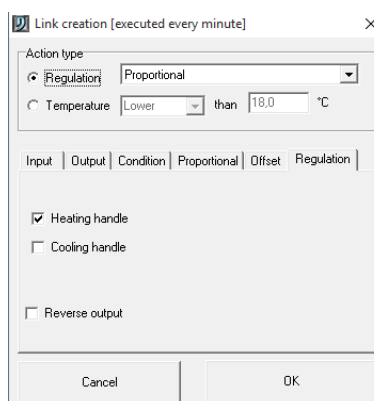 Link creation [executed every minute]
Action type
Regulation Proportional
Temperature Lower than 18,0 °C
Input Output Condition Proportional Offset Regulation
Heating handle
Cooling handle
Reverse output
Cancel OK